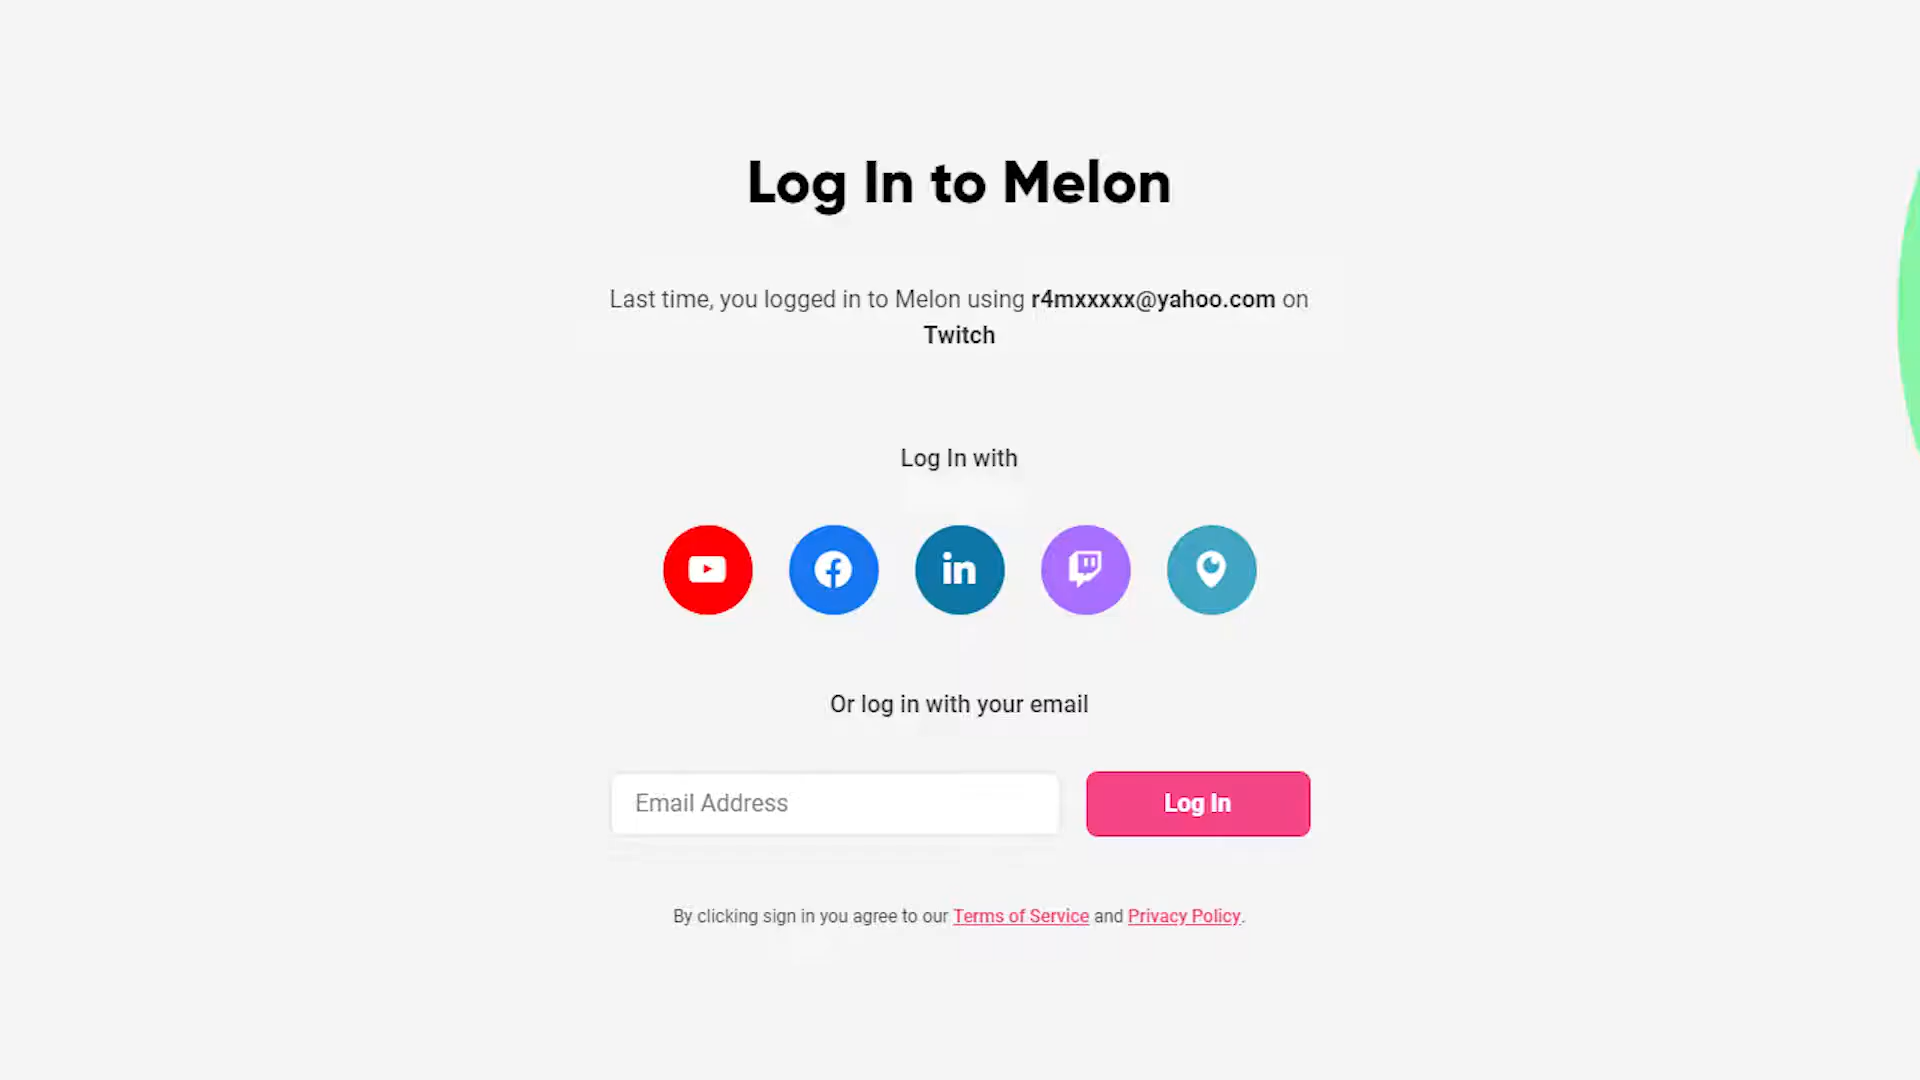 Log In to Melon
Last time, you logged in to Melon using r4mxxxxx@yahoo.com on
Twitch
Log In with
in
Or log in with your email
Email Address
Log In
By clicking sign in you agree to our Terms of Service and Privacy Policy.